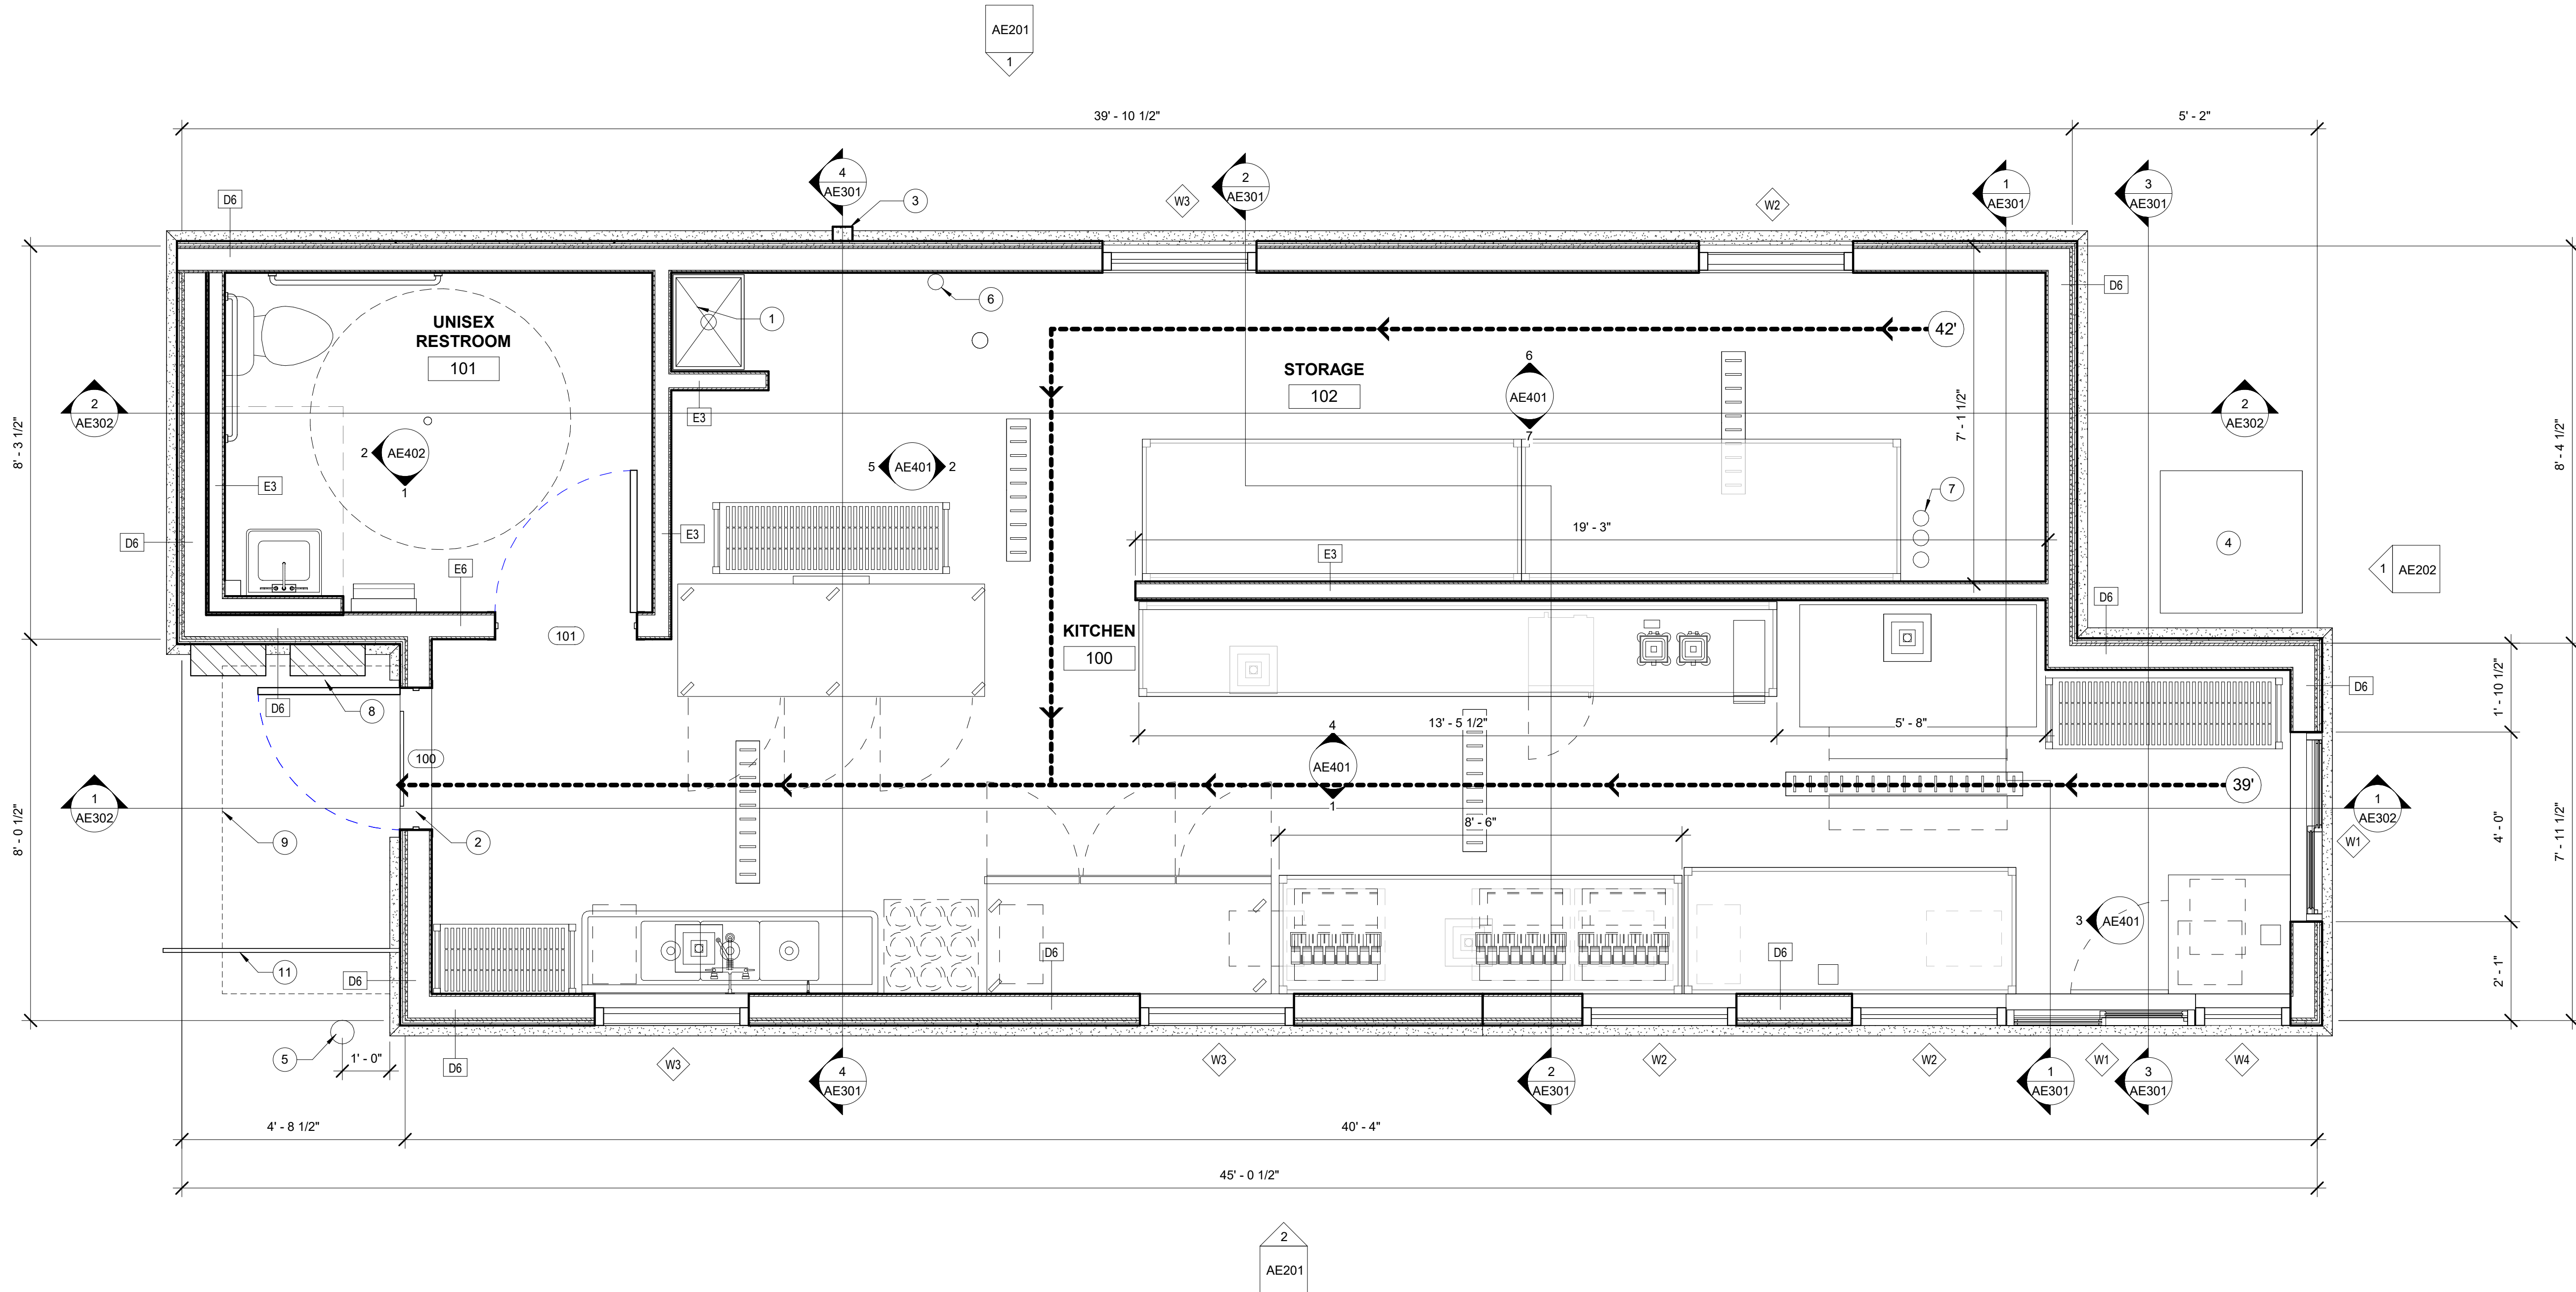 AE201
1
39' - 10 1/2"
5' - 2"
4
AE301
3
W3
2
AE301
W2
1
AE301
3
AE301
D6
D6
6
1
UNISEX
RESTROOM
101
42'
STORAGE
102
6
AE401
7
E3
2
AE302
2
AE302
8' - 3 1/2"
8' - 4 1/2"
7' - 1 1/2"
2
AE402
1
5
AE401
2
E3
E3
7
19' - 3"
D6
E3
4
1
AE202
E6
D6
101
KITCHEN
100
D6
D6
8
13' - 5 1/2"
5' - 8"
1' - 10 1/2"
4
AE401
1
100
39'
1
AE302
1
AE302
8' - 0 1/2"
4' - 0"
7' - 11 1/2"
8' - 6"
9
2
W1
3
AE401
D6
D6
11
D6
2' - 1"
5
1' - 0"
D6
W3
4
AE301
W3
2
AE301
W2
W2
1
AE301
W1
3
AE301
W4
4' - 8 1/2"
40' - 4"
45' - 0 1/2"
2
AE201